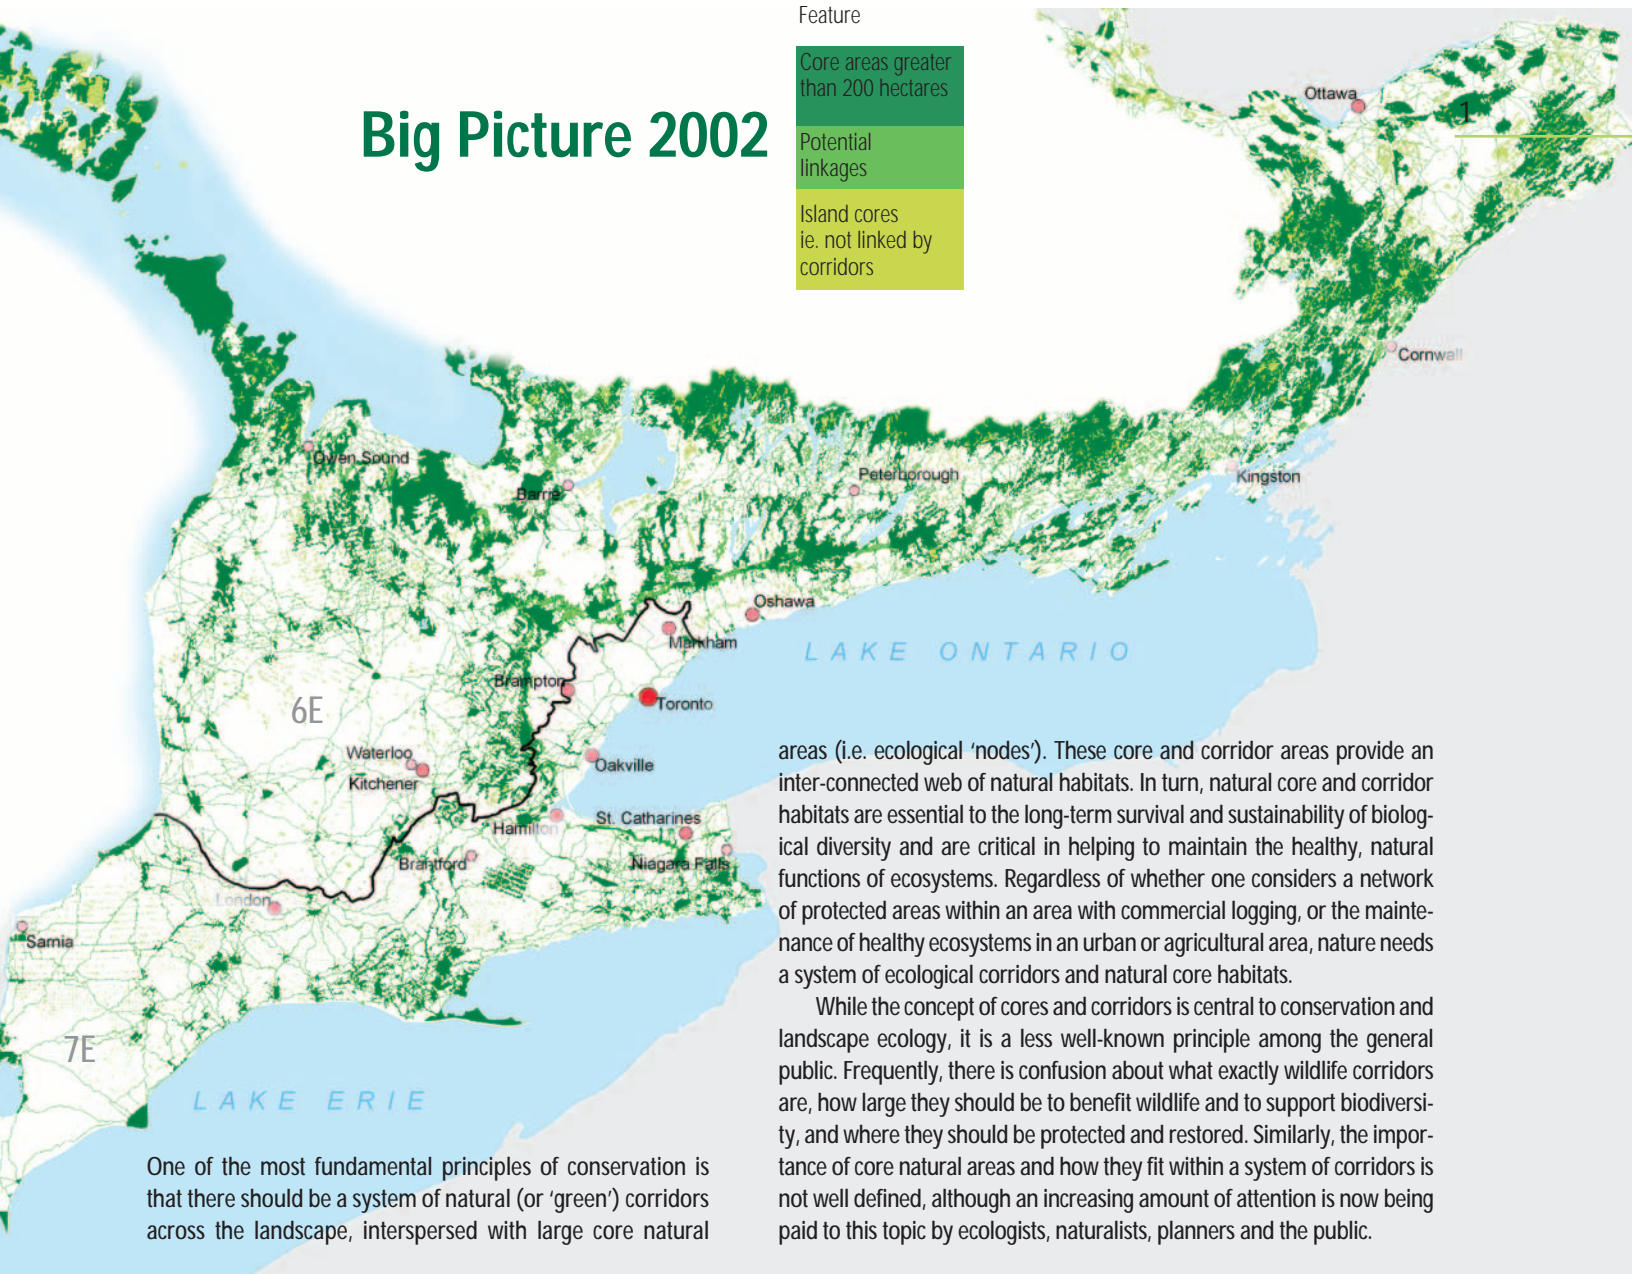 Feature
Core areas greater
than 200 hectares
Potential
linkages
Island cores
ie. not linked by
corridors
Big Picture 2002
1
Ottawa
Cornwall
Kingston
Peterborough
Owen Sound
Barrie
Oshawa
Markham
Brampton
Toronto
LAKE ONTARIO
6E
Waterloo
Kitchener
Oakville
Hamilton
St. Catharines
Niagara Falls
Brantford
London
Sarnia
7E
LAKE ERIE
One of the most fundamental principles of conservation is
that there should be a system of natural (or ‘green’) corridors
across the landscape, interspersed with large core natural
areas (i.e. ecological ‘nodes’). These core and corridor areas provide an
inter-connected web of natural habitats. In turn, natural core and corridor
habitats are essential to the long-term survival and sustainability of biolog-
ical diversity and are critical in helping to maintain the healthy, natural
functions of ecosystems. Regardless of whether one considers a network
of protected areas within an area with commercial logging, or the mainte-
nance of healthy ecosystems in an urban or agricultural area, nature needs
a system of ecological corridors and natural core habitats.
While the concept of cores and corridors is central to conservation and
landscape ecology, it is a less well-known principle among the general
public. Frequently, there is confusion about what exactly wildlife corridors
are, how large they should be to benefit wildlife and to support biodiversi-
ty, and where they should be protected and restored. Similarly, the impor-
tance of core natural areas and how they fit within a system of corridors is
not well defined, although an increasing amount of attention is now being
paid to this topic by ecologists, naturalists, planners and the public.